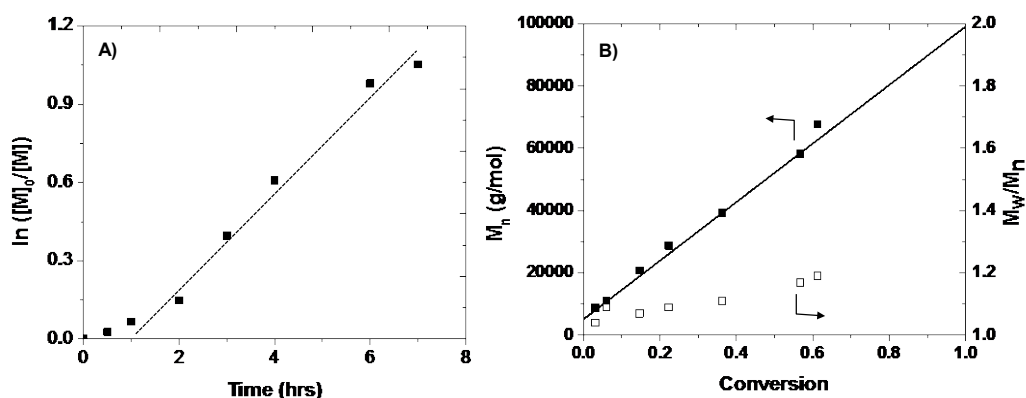 A)
1.2
0.9
0.6
0.3
0.0
ln ([M]₀/[M])
0 2 4 6 8
Time (hrs)
B)
100000
80000
60000
40000
20000
0
Mₙ (g/mol)
2.0
1.8
1.6
1.4
1.2
1.0
M_W/Mₙ
0.0 0.2 0.4 0.6 0.8 1.0
Conversion